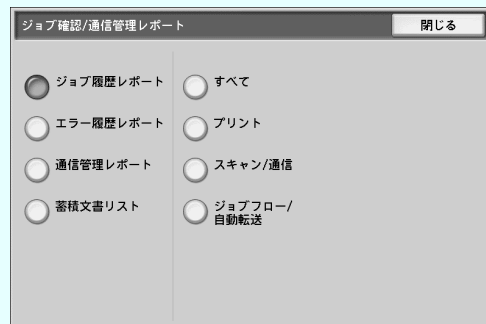 ジョブ確認/通信管理レポート
閉じる
ジョブ履歴レポート
エラー履歴レポート
通信管理レポート
蓄積文書リスト
すべて
プリント
スキャン/通信
ジョブフロー/
自動転送